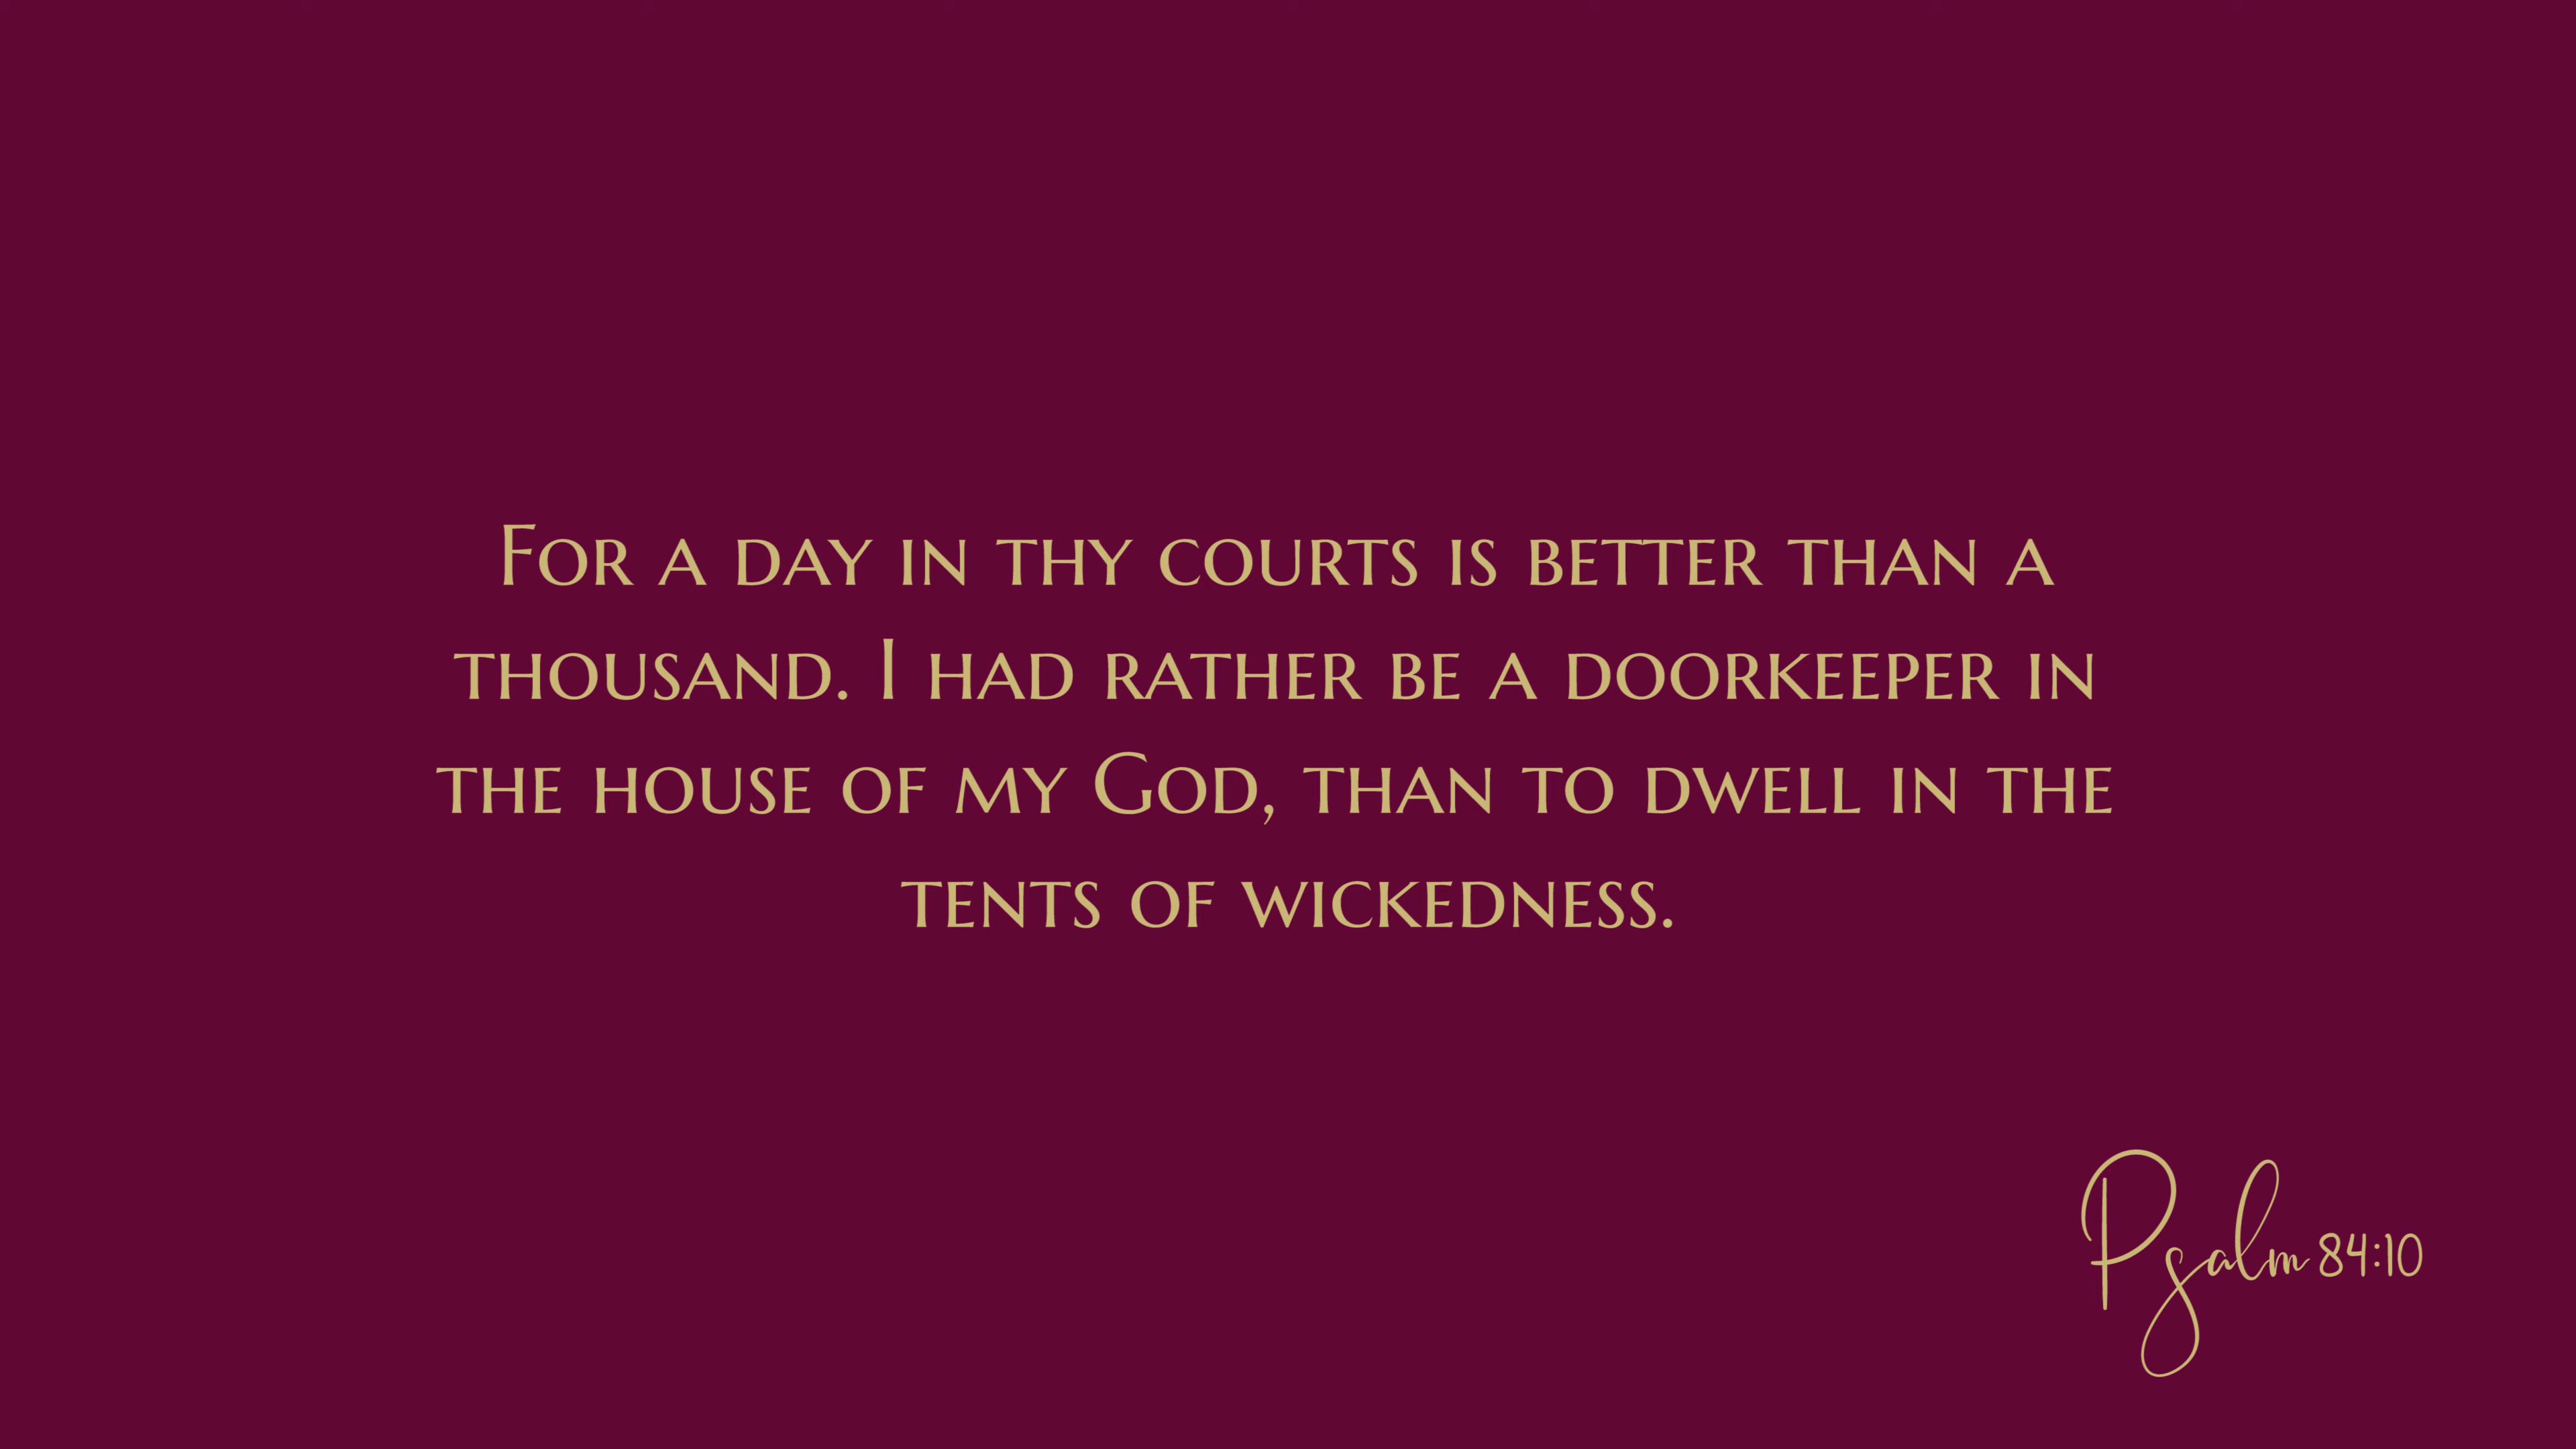 For a day in thy courts is better than a
thousand. I had rather be a doorkeeper in
the house of my God, than to dwell in the
tents of wickedness.
Psalm 84:10